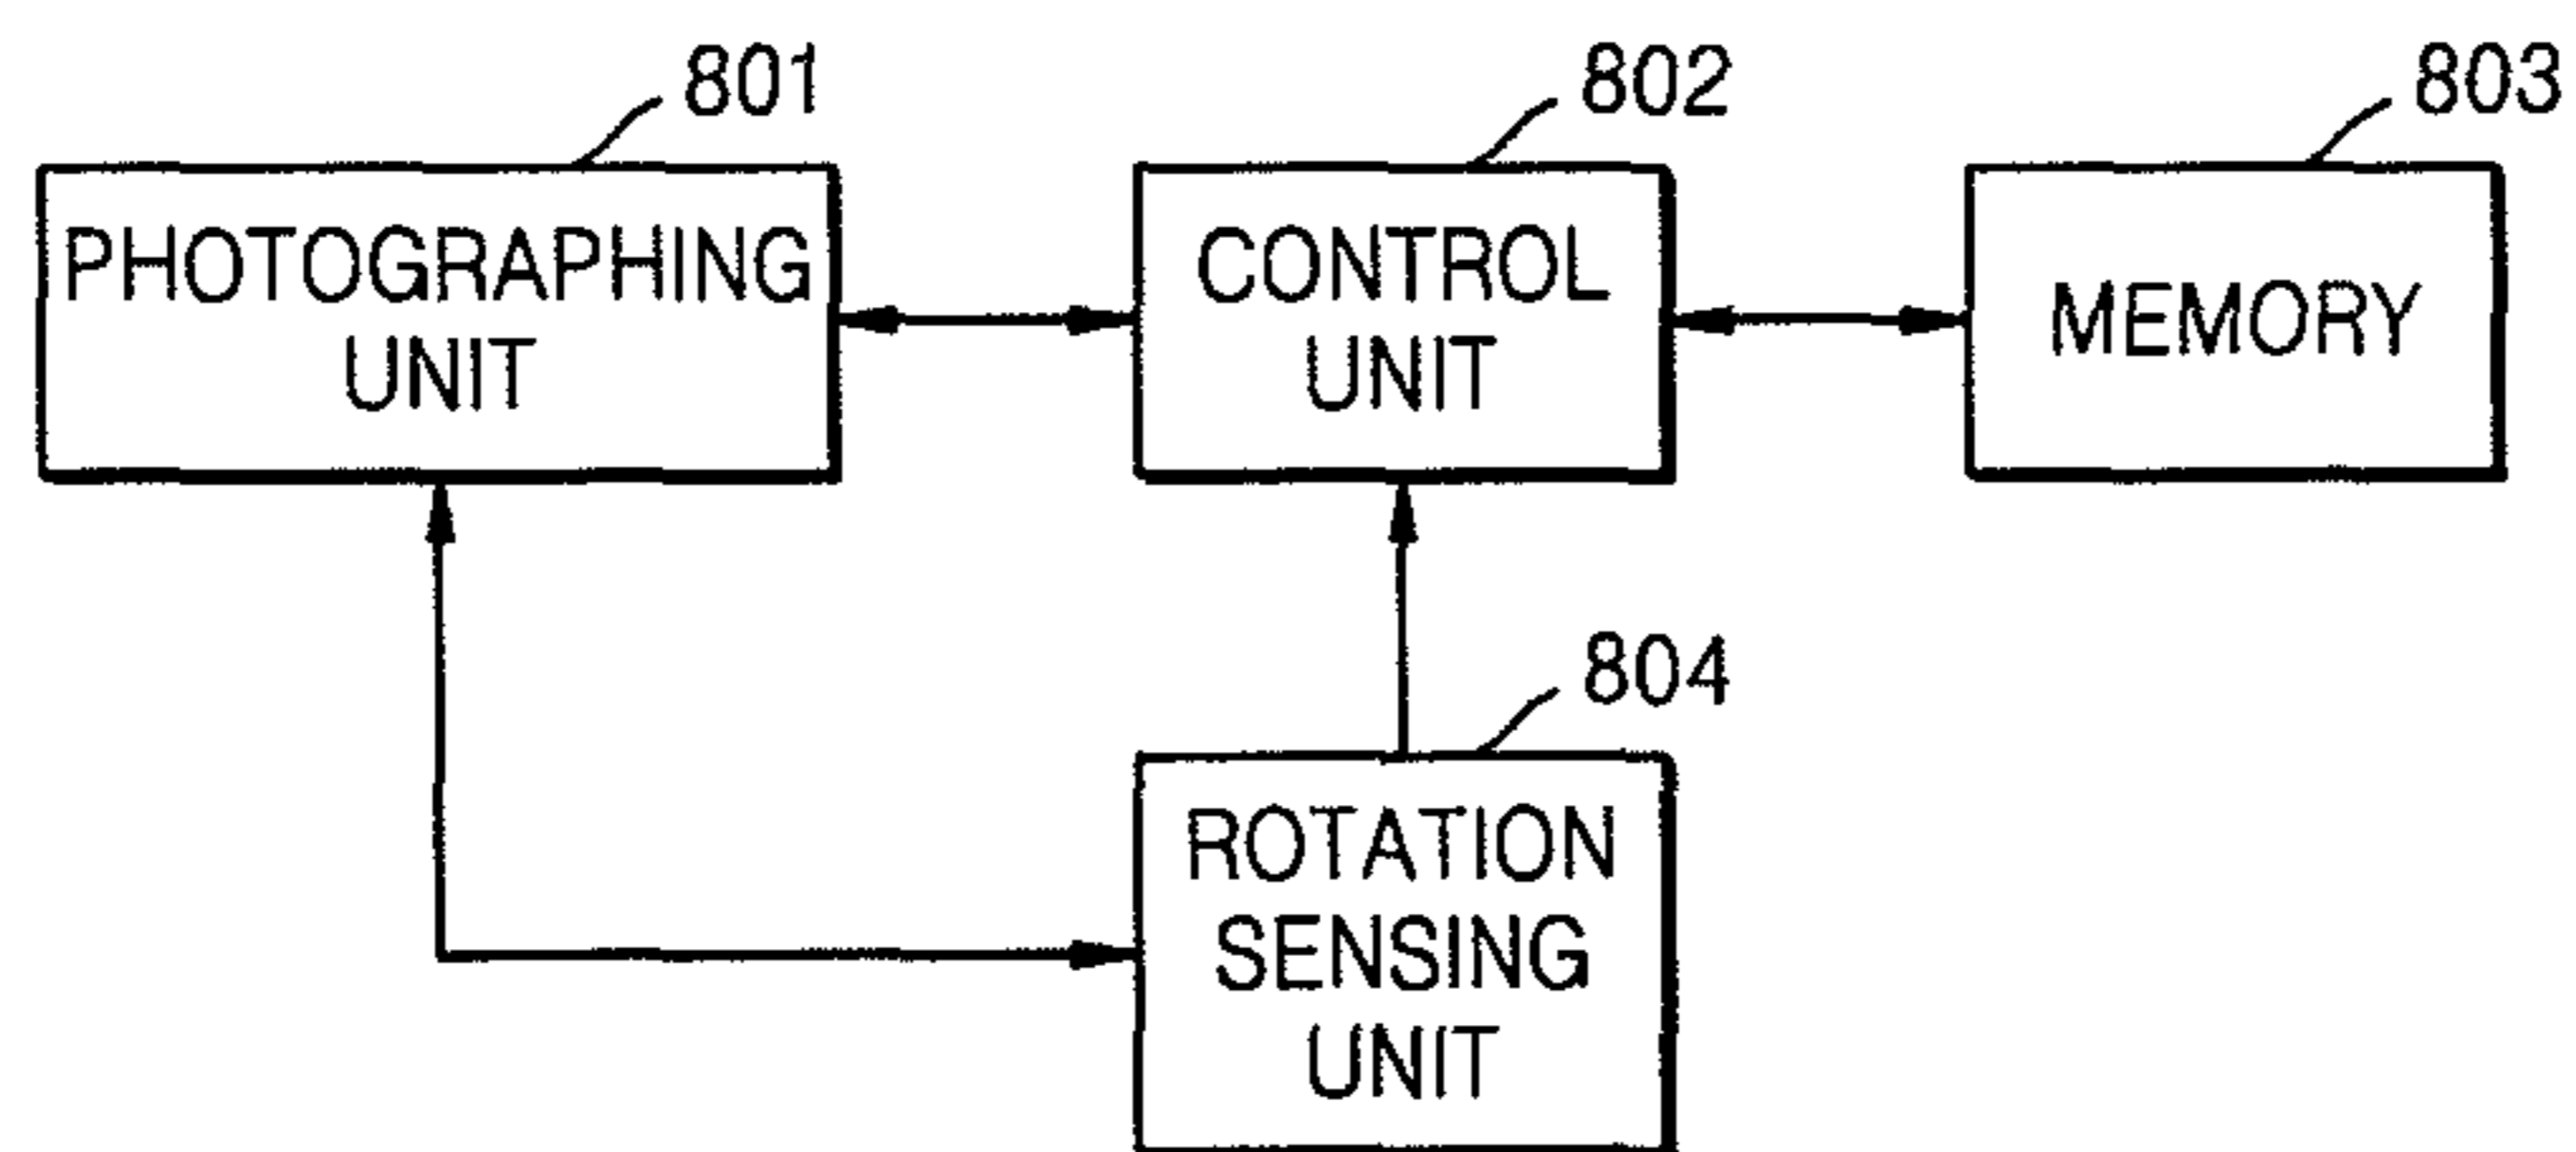 801
802
803
PHOTOGRAPHING
UNIT
CONTROL
UNIT
MEMORY
804
ROTATION
SENSING
UNIT